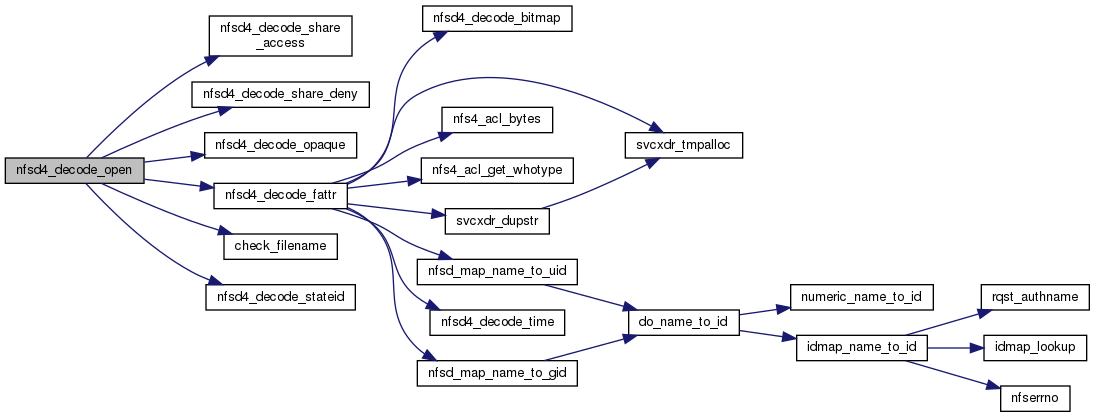 nfsd4_decode_open
nfsd4_decode_share
_access
nfsd4_decode_share_deny
nfsd4_decode_opaque
nfsd4_decode_fattr
check_filename
nfsd4_decode_stateid
nfsd4_decode_bitmap
nfs4_acl_bytes
nfs4_acl_get_whotype
svcxdr_dupstr
nfsd_map_name_to_uid
nfsd4_decode_time
nfsd_map_name_to_gid
svcxdr_tmpalloc
do_name_to_id
numeric_name_to_id
idmap_name_to_id
rqst_authname
idmap_lookup
nfserrno